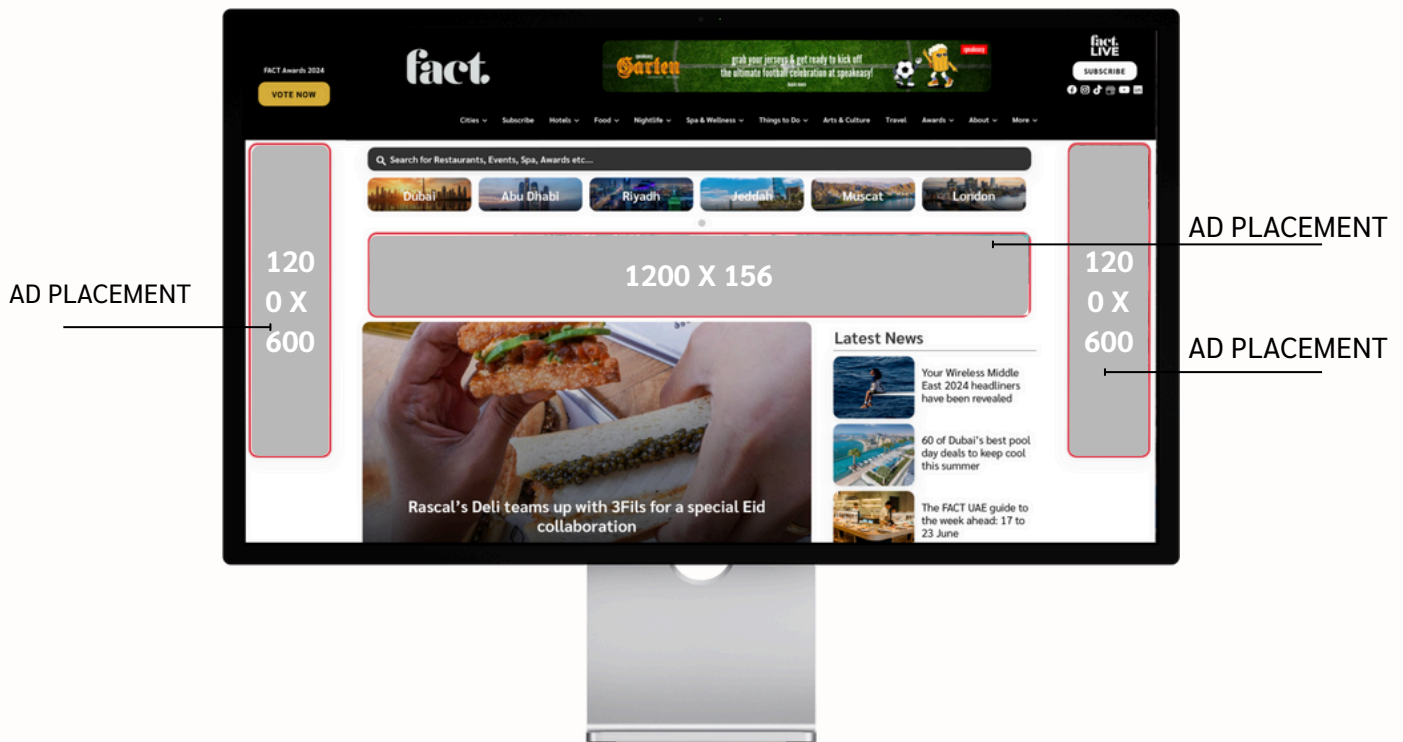 FACT Awards 2024
VOTE NOW
fact.
speakeasy
Garten
grab your jerseys & get ready to kick off
the ultimate football celebration at speakeasy!
speakeasy
fact.
LIVE
SUBSCRIBE
Cities Subscribe Hotels Food Nightlife Spa & Wellness Things to Do Arts & Culture Travel Awards About More
Search for Restaurants, Events, Spa, Awards etc...
Dubai Abu Dhabi Riyadh Jeddah Muscat London
AD PLACEMENT
120
0 X
600
1200 X 156
120
0 X
600
AD PLACEMENT
AD PLACEMENT
Rascal's Deli teams up with 3Fils for a special Eid
collaboration
Latest News
Your Wireless Middle
East 2024 headliners
have been revealed
60 of Dubai's best pool
day deals to keep cool
this summer
The FACT UAE guide to
the week ahead: 17 to
23 June